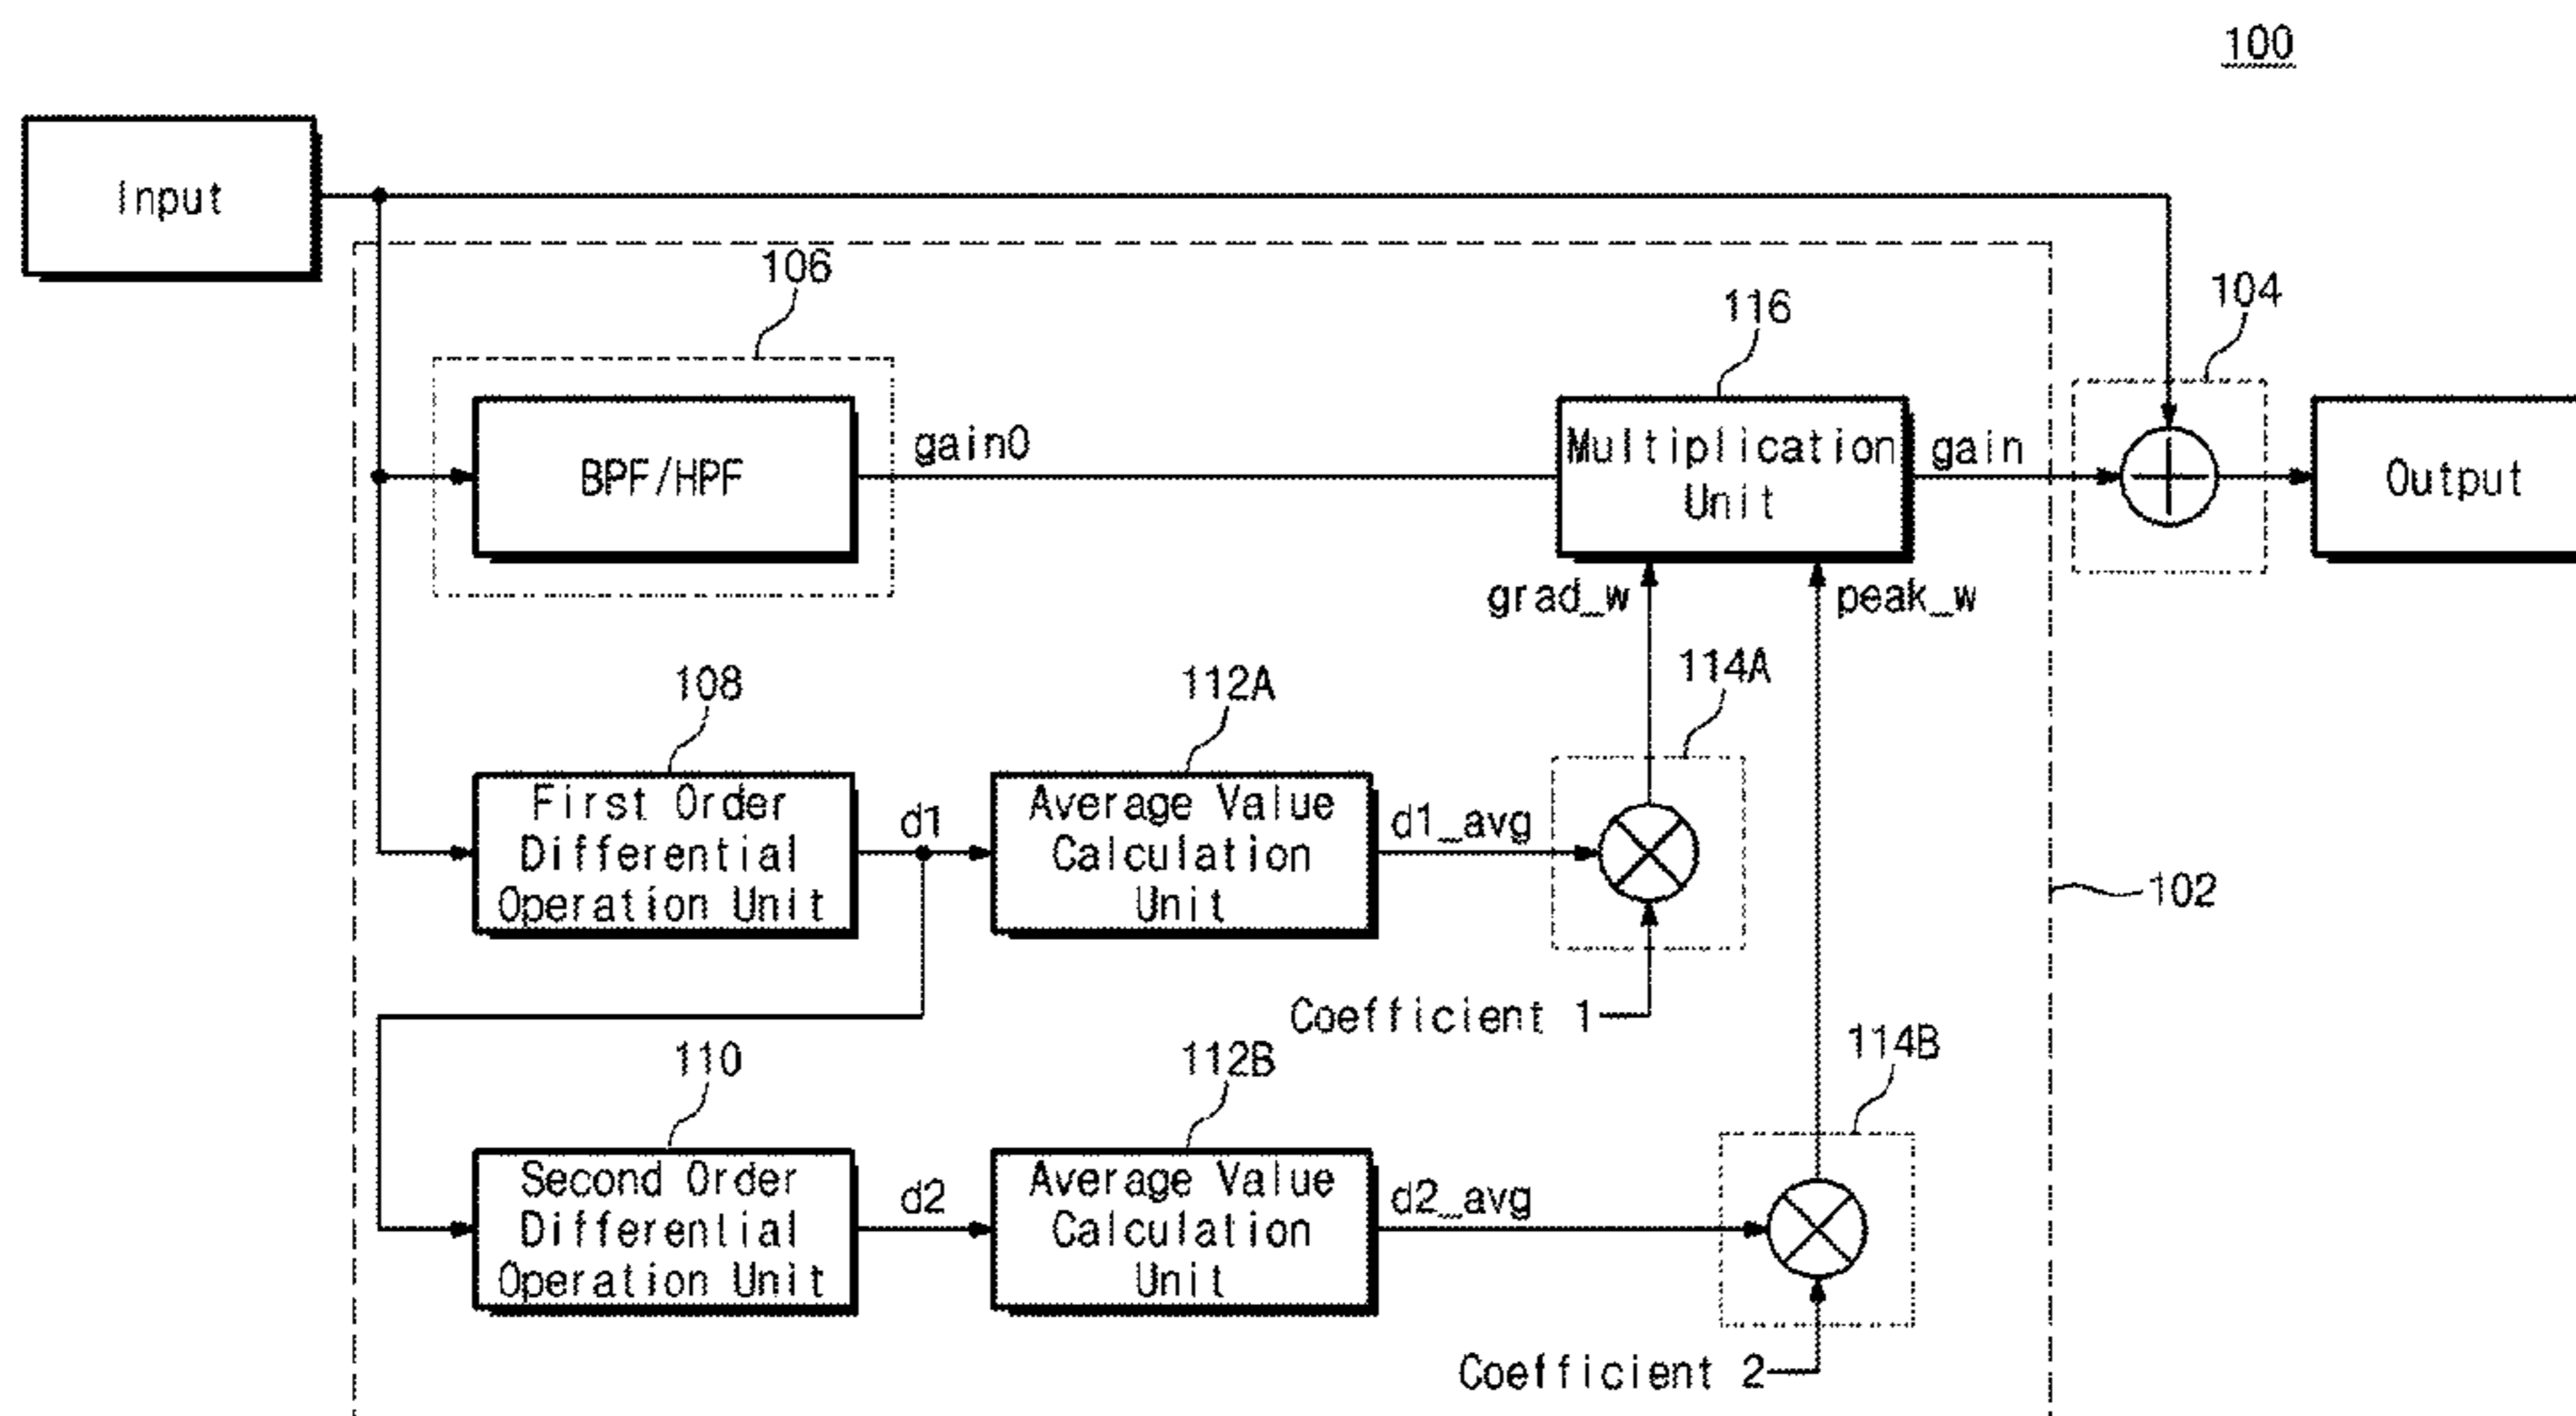 100
Input
106
116
104
BPF/HPF
gain0
Multiplication
Unit
gain
Output
grad_w
peak_w
108
112A
114A
First Order
Differential
Operation Unit
d1
Average Value
Calculation
Unit
d1_avg
102
Coefficient 1
110
112B
114B
Second Order
Differential
Operation Unit
d2
Average Value
Calculation
Unit
d2_avg
Coefficient 2